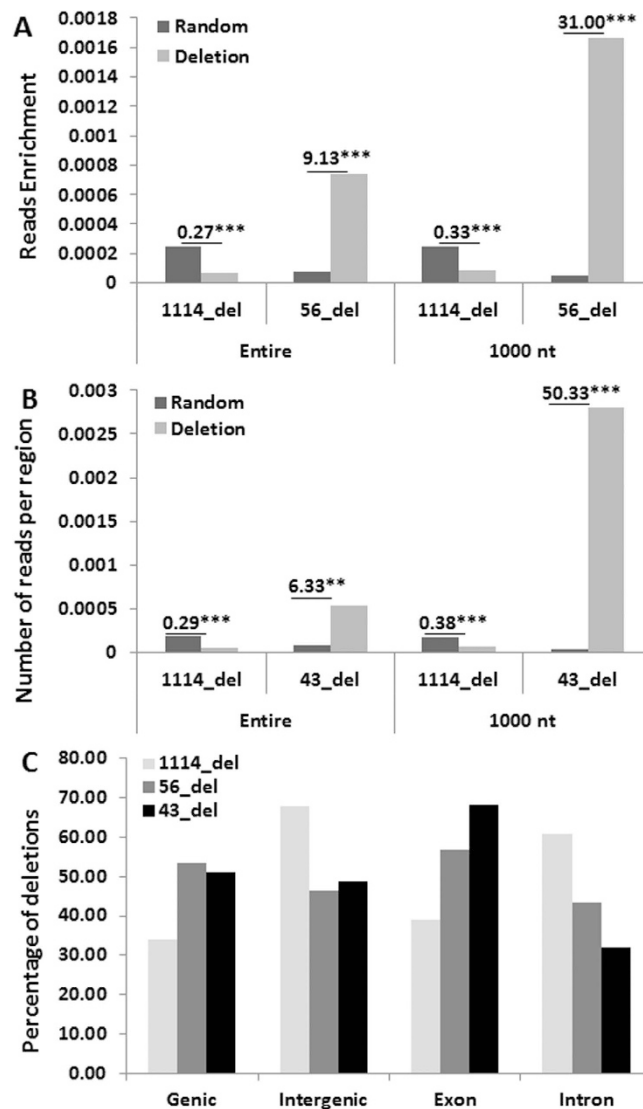 A
Random
Deletion
Reads Enrichment
0.0018
0.0016
0.0014
0.0012
0.001
0.0008
0.0006
0.0004
0.0002
0
0.27***
9.13***
0.33***
31.00***
1114_del
56_del
1114_del
56_del
Entire
1000 nt
B
Random
Deletion
Number of reads per region
0.003
0.0025
0.002
0.0015
0.001
0.0005
0
0.29***
6.33**
0.38***
50.33***
1114_del
43_del
1114_del
43_del
Entire
1000 nt
C
1114_del
56_del
43_del
Percentage of deletions
80.00
70.00
60.00
50.00
40.00
30.00
20.00
10.00
0.00
Genic
Intergenic
Exon
Intron